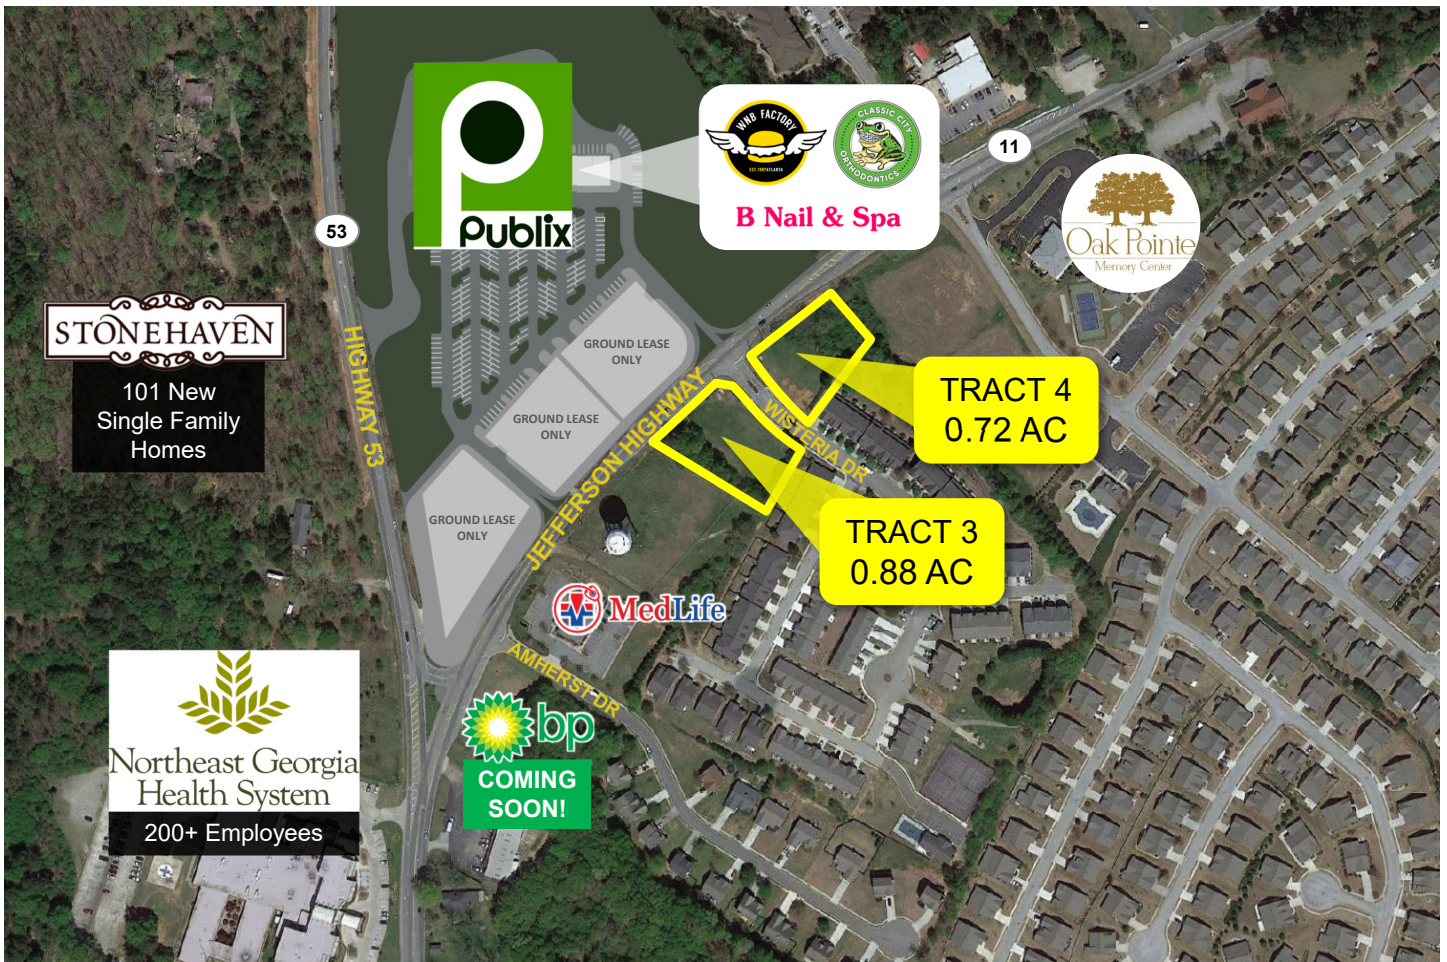 Publix
WNB FACTORY
EST. FOR ATLANTA
CLASSIC CITY
ORTHODONTICS
B Nail & Spa
11
53
Oak Pointe
Memory Center
STONEHAVEN
101 New
Single Family
Homes
HIGHWAY 53
GROUND LEASE
ONLY
GROUND LEASE
ONLY
GROUND LEASE
ONLY
JEFFERSON HIGHWAY
WISTERIA DR
TRACT 4
0.72 AC
TRACT 3
0.88 AC
MedLife
AMHERST DR
bp
COMING
SOON!
Northeast Georgia
Health System
200+ Employees